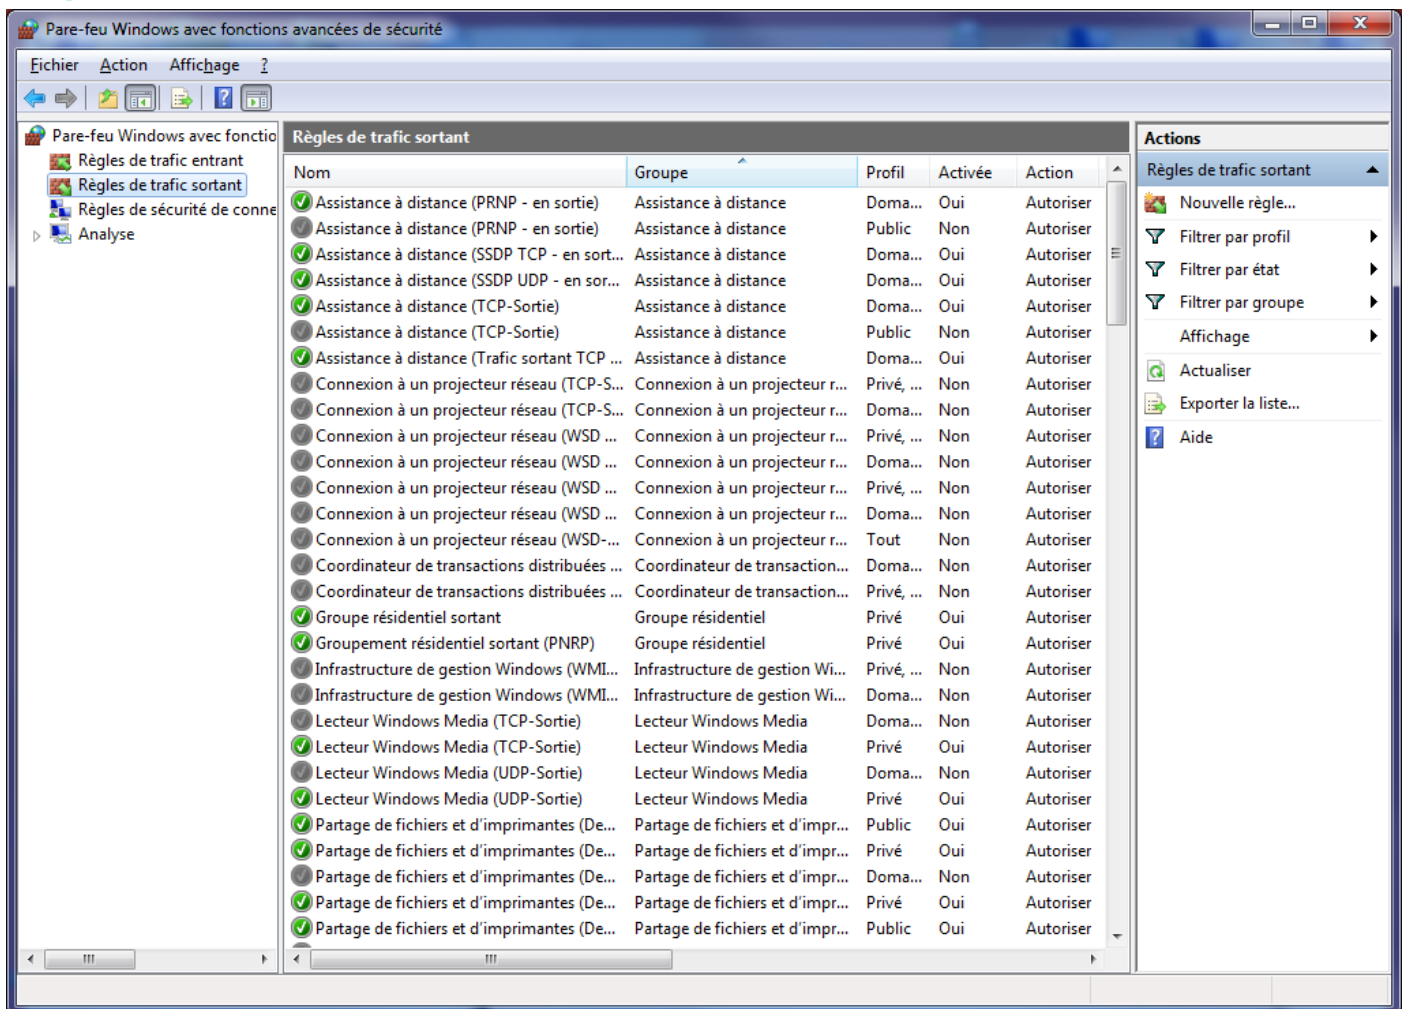 Pare-feu Windows avec fonctions avancées de sécurité
Fichier Action Affichage ?
Pare-feu Windows avec fonctio
Règles de trafic entrant
Règles de trafic sortant
Règles de sécurité de conne
Analyse
Règles de trafic sortant
Nom Groupe Profil Activée Action
Assistance à distance (PRNP - en sortie) Assistance à distance Doma... Oui Autoriser
Assistance à distance (PRNP - en sortie) Assistance à distance Public Non Autoriser
Assistance à distance (SSDP TCP - en sort... Assistance à distance Doma... Oui Autoriser
Assistance à distance (SSDP UDP - en sor... Assistance à distance Doma... Oui Autoriser
Assistance à distance (TCP-Sortie) Assistance à distance Doma... Oui Autoriser
Assistance à distance (TCP-Sortie) Assistance à distance Public Non Autoriser
Assistance à distance (Trafic sortant TCP ... Assistance à distance Doma... Oui Autoriser
Connexion à un projecteur réseau (TCP-S... Connexion à un projecteur r... Privé, ... Non Autoriser
Connexion à un projecteur réseau (TCP-S... Connexion à un projecteur r... Doma... Non Autoriser
Connexion à un projecteur réseau (WSD ... Connexion à un projecteur r... Privé, ... Non Autoriser
Connexion à un projecteur réseau (WSD ... Connexion à un projecteur r... Doma... Non Autoriser
Connexion à un projecteur réseau (WSD ... Connexion à un projecteur r... Privé, ... Non Autoriser
Connexion à un projecteur réseau (WSD ... Connexion à un projecteur r... Doma... Non Autoriser
Connexion à un projecteur réseau (WSD-... Connexion à un projecteur r... Tout Non Autoriser
Coordinateur de transactions distribuées ... Coordinateur de transaction... Doma... Non Autoriser
Coordinateur de transactions distribuées ... Coordinateur de transaction... Privé, ... Non Autoriser
Groupe résidentiel sortant Groupe résidentiel Privé Oui Autoriser
Groupement résidentiel sortant (PNRP) Groupe résidentiel Privé Oui Autoriser
Infrastructure de gestion Windows (WMI... Infrastructure de gestion Wi... Privé, ... Non Autoriser
Infrastructure de gestion Windows (WMI... Infrastructure de gestion Wi... Doma... Non Autoriser
Lecteur Windows Media (TCP-Sortie) Lecteur Windows Media Doma... Non Autoriser
Lecteur Windows Media (TCP-Sortie) Lecteur Windows Media Privé Oui Autoriser
Lecteur Windows Media (UDP-Sortie) Lecteur Windows Media Doma... Non Autoriser
Lecteur Windows Media (UDP-Sortie) Lecteur Windows Media Privé Oui Autoriser
Partage de fichiers et d'imprimantes (De... Partage de fichiers et d'impr... Public Oui Autoriser
Partage de fichiers et d'imprimantes (De... Partage de fichiers et d'impr... Privé Oui Autoriser
Partage de fichiers et d'imprimantes (De... Partage de fichiers et d'impr... Doma... Non Autoriser
Partage de fichiers et d'imprimantes (De... Partage de fichiers et d'impr... Privé Oui Autoriser
Partage de fichiers et d'imprimantes (De... Partage de fichiers et d'impr... Public Oui Autoriser
Actions
Règles de trafic sortant
Nouvelle règle...
Filtrer par profil
Filtrer par état
Filtrer par groupe
Affichage
Actualiser
Exporter la liste...
Aide